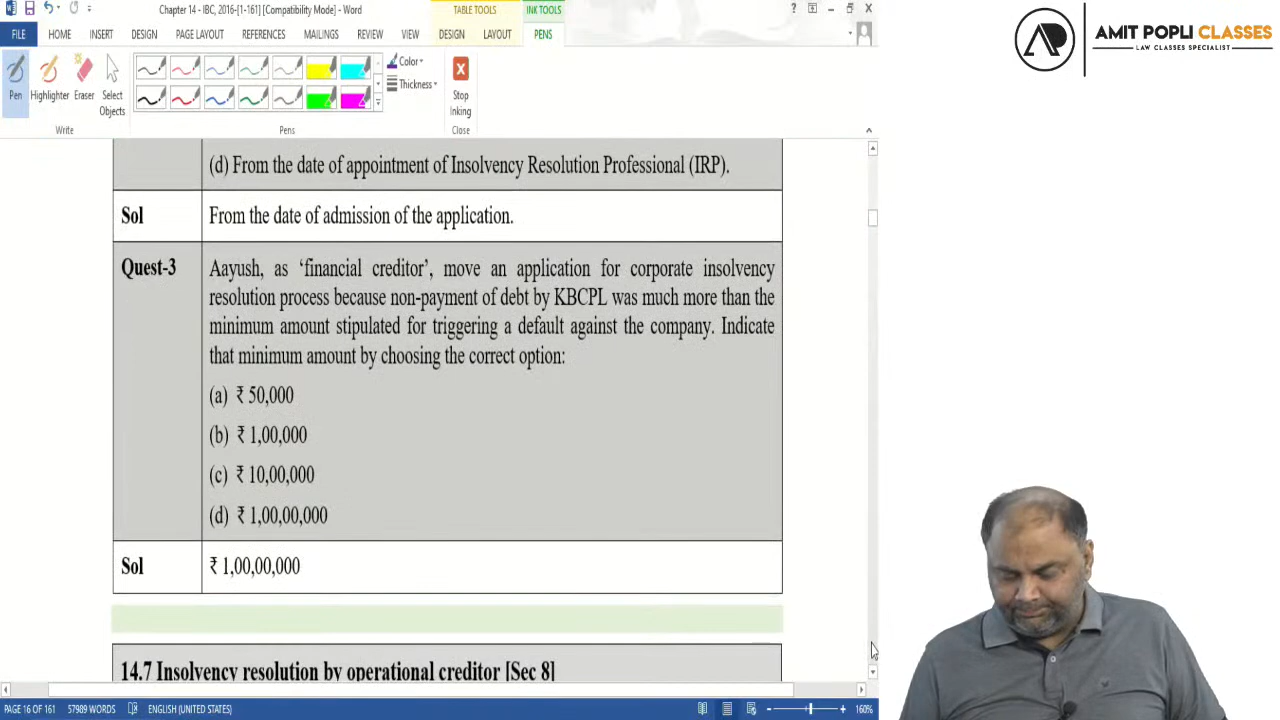 Chapter 14 - IBC, 2016-[1-161] [Compatibility Mode] - Word
TABLE TOOLS
INK TOOLS
FILE
HOME
INSERT
DESIGN
PAGE LAYOUT
REFERENCES
MAILINGS
REVIEW
VIEW
DESIGN
LAYOUT
PENS
Pen
Highlighter
Eraser
Select Objects
Color
Thickness
Stop Inking
Write
Pens
Close
AMIT POPLI CLASSES
LAW CLASSES SPECIALIST
(d) From the date of appointment of Insolvency Resolution Professional (IRP).
Sol From the date of admission of the application.
Quest-3 Aayush, as ‘financial creditor’, move an application for corporate insolvency
resolution process because non-payment of debt by KBCPL was much more than the
minimum amount stipulated for triggering a default against the company. Indicate
that minimum amount by choosing the correct option:
(a) ₹ 50,000
(b) ₹ 1,00,000
(c) ₹ 10,00,000
(d) ₹ 1,00,00,000
Sol ₹ 1,00,00,000
14.7 Insolvency resolution by operational creditor [Sec 8]
PAGE 16 OF 161 57989 WORDS ENGLISH (UNITED STATES) 160%